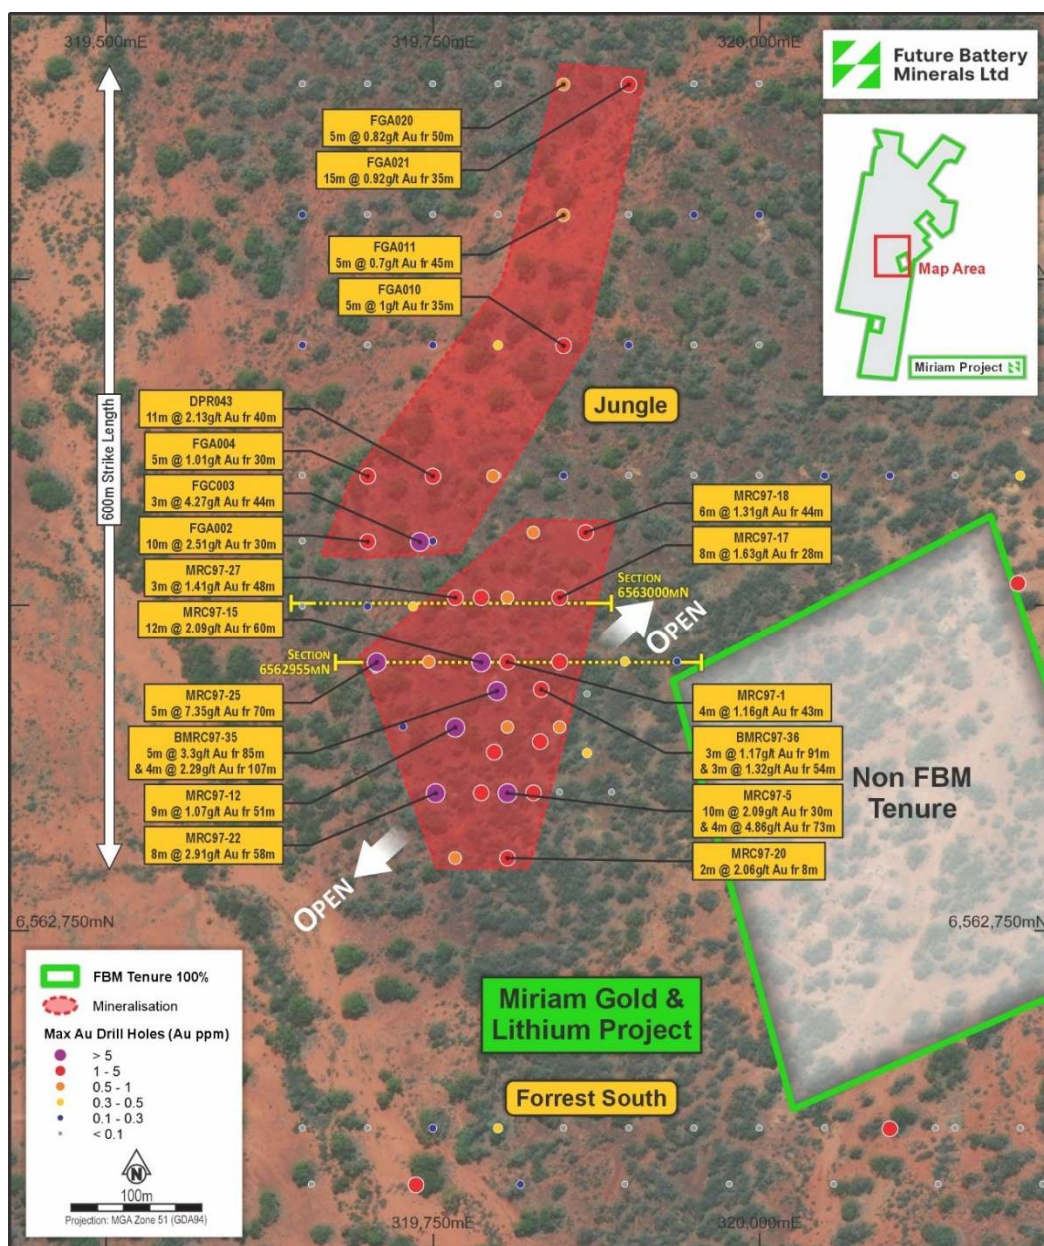 319,500mE
319,750mE
320,000mE
Future Battery
Minerals Ltd
Map Area
Miriam Project
FGA020
5m @ 0.82g/t Au fr 50m
FGA021
15m @ 0.92g/t Au fr 35m
FGA011
5m @ 0.7g/t Au fr 45m
FGA010
5m @ 1g/t Au fr 35m
Jungle
600m Strike Length
DPR043
11m @ 2.13g/t Au fr 40m
FGA004
5m @ 1.01g/t Au fr 30m
FGC003
3m @ 4.27g/t Au fr 44m
FGA002
10m @ 2.51g/t Au fr 30m
MRC97-27
3m @ 1.41g/t Au fr 48m
MRC97-15
12m @ 2.09g/t Au fr 60m
MRC97-18
6m @ 1.31g/t Au fr 44m
MRC97-17
8m @ 1.63g/t Au fr 28m
SECTION
6563000MN
OPEN
SECTION
6562955MN
MRC97-25
5m @ 7.35g/t Au fr 70m
BMRC97-35
5m @ 3.3g/t Au fr 85m
& 4m @ 2.29g/t Au fr 107m
MRC97-12
9m @ 1.07g/t Au fr 51m
MRC97-22
8m @ 2.91g/t Au fr 58m
MRC97-1
4m @ 1.16g/t Au fr 43m
BMRC97-36
3m @ 1.17g/t Au fr 91m
& 3m @ 1.32g/t Au fr 54m
MRC97-5
10m @ 2.09g/t Au fr 30m
& 4m @ 4.86g/t Au fr 73m
MRC97-20
2m @ 2.06g/t Au fr 8m
Non FBM
Tenure
OPEN
6,562,750mN
6,562,750mN
FBM Tenure 100%
Mineralisation
Max Au Drill Holes (Au ppm)
> 5
1 - 5
0.5 - 1
0.3 - 0.5
0.1 - 0.3
< 0.1
N
100m
Projection: MGA Zone 51 (GDA94)
Miriam Gold &
Lithium Project
Forrest South
319,750mE
320,000mE